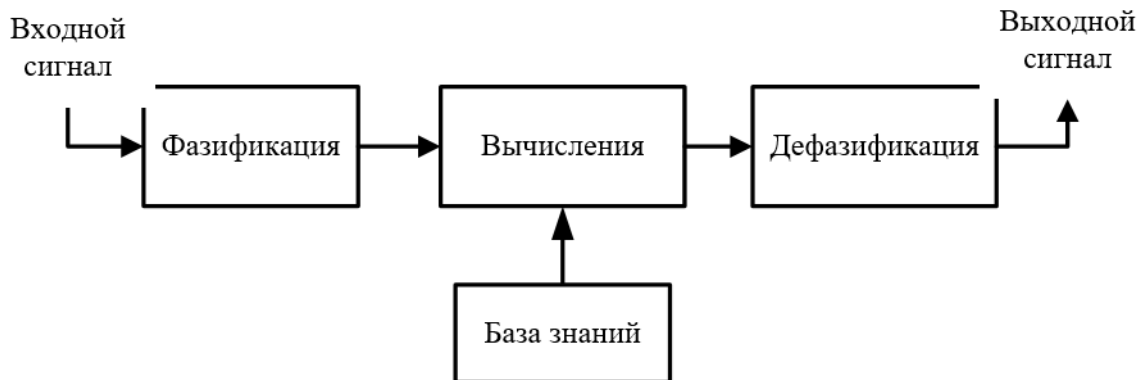 Входной
сигнал
Фазификация
Вычисления
Дефазификация
Выходной
сигнал
База знаний